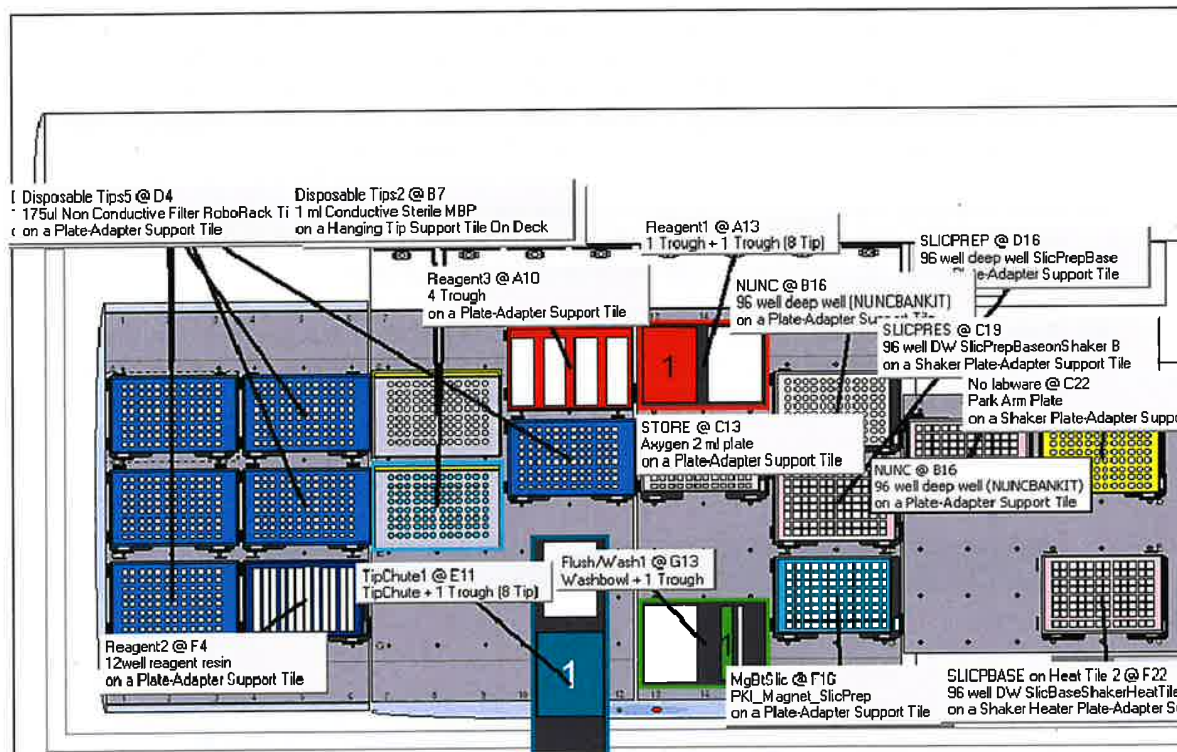 Disposable Tips5 @ D4
175ul Non Conductive Filter RoboRack Ti
on a Plate-Adapter Support Tile
Disposable Tips2 @ B7
1 ml Conductive Sterile MBP
on a Hanging Tip Support Tile On Deck
Reagent1 @ A13
1 Trough + 1 Trough (8 Tip)
SLICPREP @ D16
96 well deep well SlicPrepBase
Plate-Adapter Support Tile
Reagent3 @ A10
4 Trough
on a Plate-Adapter Support Tile
NUNC @ B16
96 well deep well (NUNCBANKIT)
on a Plate-Adapter Support Tile
SLICPRES @ C19
96 well DW SlicPrepBaseonShaker B
on a Shaker Plate-Adapter Support Tile
No labware @ C22
Park Arm Plate
on a Shaker Plate-Adapter Suppo
STORE @ C13
Axygen 2 ml plate
on a Plate-Adapter Support Tile
NUNC @ B16
96 well deep well (NUNCBANKIT)
on a Plate-Adapter Support Tile
1
TipChute1 @ E11
TipChute + 1 Trough (8 Tip)
Flush/Wash1 @ G13
Washbowl + 1 Trough
1
1
Reagent2 @ F4
12well reagent resin
on a Plate-Adapter Support Tile
MgBtSlic @ F16
PKI_Magnet_SlicPrep
on a Plate-Adapter Support Tile
SLICPBASE on Heat Tile 2 @ F22
96 well DW SlicBaseShakerHeatTile
on a Shaker Heater Plate-Adapter S